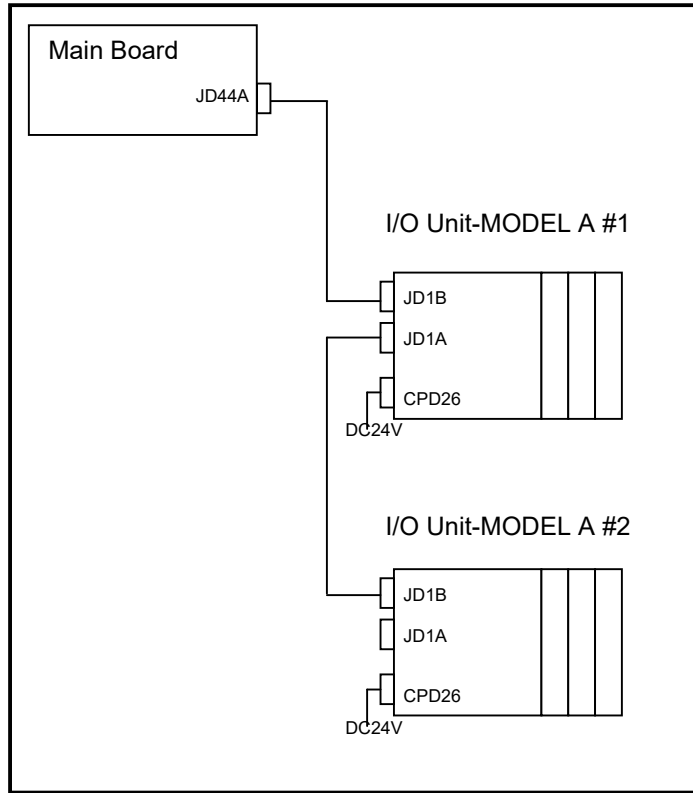 Main Board
JD44A
I/O Unit-MODEL A #1
JD1B
JD1A
CPD26
DC24V
I/O Unit-MODEL A #2
JD1B
JD1A
CPD26
DC24V